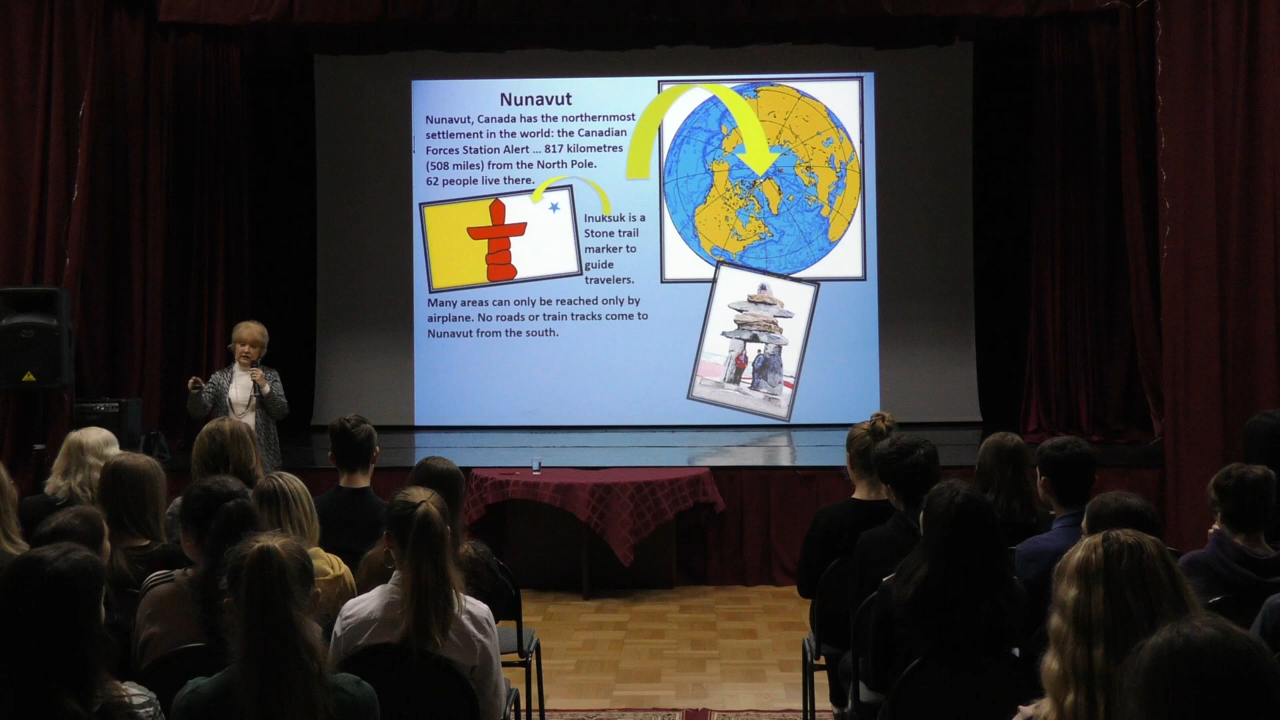 Nunavut
Nunavut, Canada has the northernmost
settlement in the world: the Canadian
Forces Station Alert ... 817 kilometres
(508 miles) from the North Pole.
62 people live there.
Inuksuk is a
Stone trail
marker to
guide
travelers.
Many areas can only be reached only by
airplane. No roads or train tracks come to
Nunavut from the south.